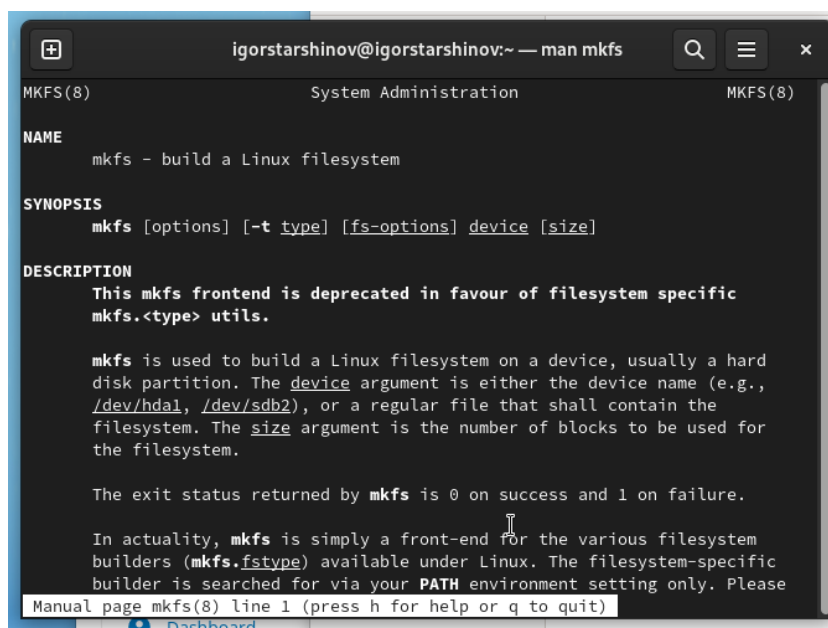 igorstarshinov@igorstarshinov:~ — man mkfs
MKFS(8) System Administration MKFS(8)
NAME
mkfs - build a Linux filesystem
SYNOPSIS
mkfs [options] [-t type] [fs-options] device [size]
DESCRIPTION
This mkfs frontend is deprecated in favour of filesystem specific
mkfs.<type> utils.
mkfs is used to build a Linux filesystem on a device, usually a hard
disk partition. The device argument is either the device name (e.g.,
/dev/hda1, /dev/sdb2), or a regular file that shall contain the
filesystem. The size argument is the number of blocks to be used for
the filesystem.
The exit status returned by mkfs is 0 on success and 1 on failure.
In actuality, mkfs is simply a front-end for the various filesystem
builders (mkfs.fstype) available under Linux. The filesystem-specific
builder is searched for via your PATH environment setting only. Please
Manual page mkfs(8) line 1 (press h for help or q to quit)
Dashboard